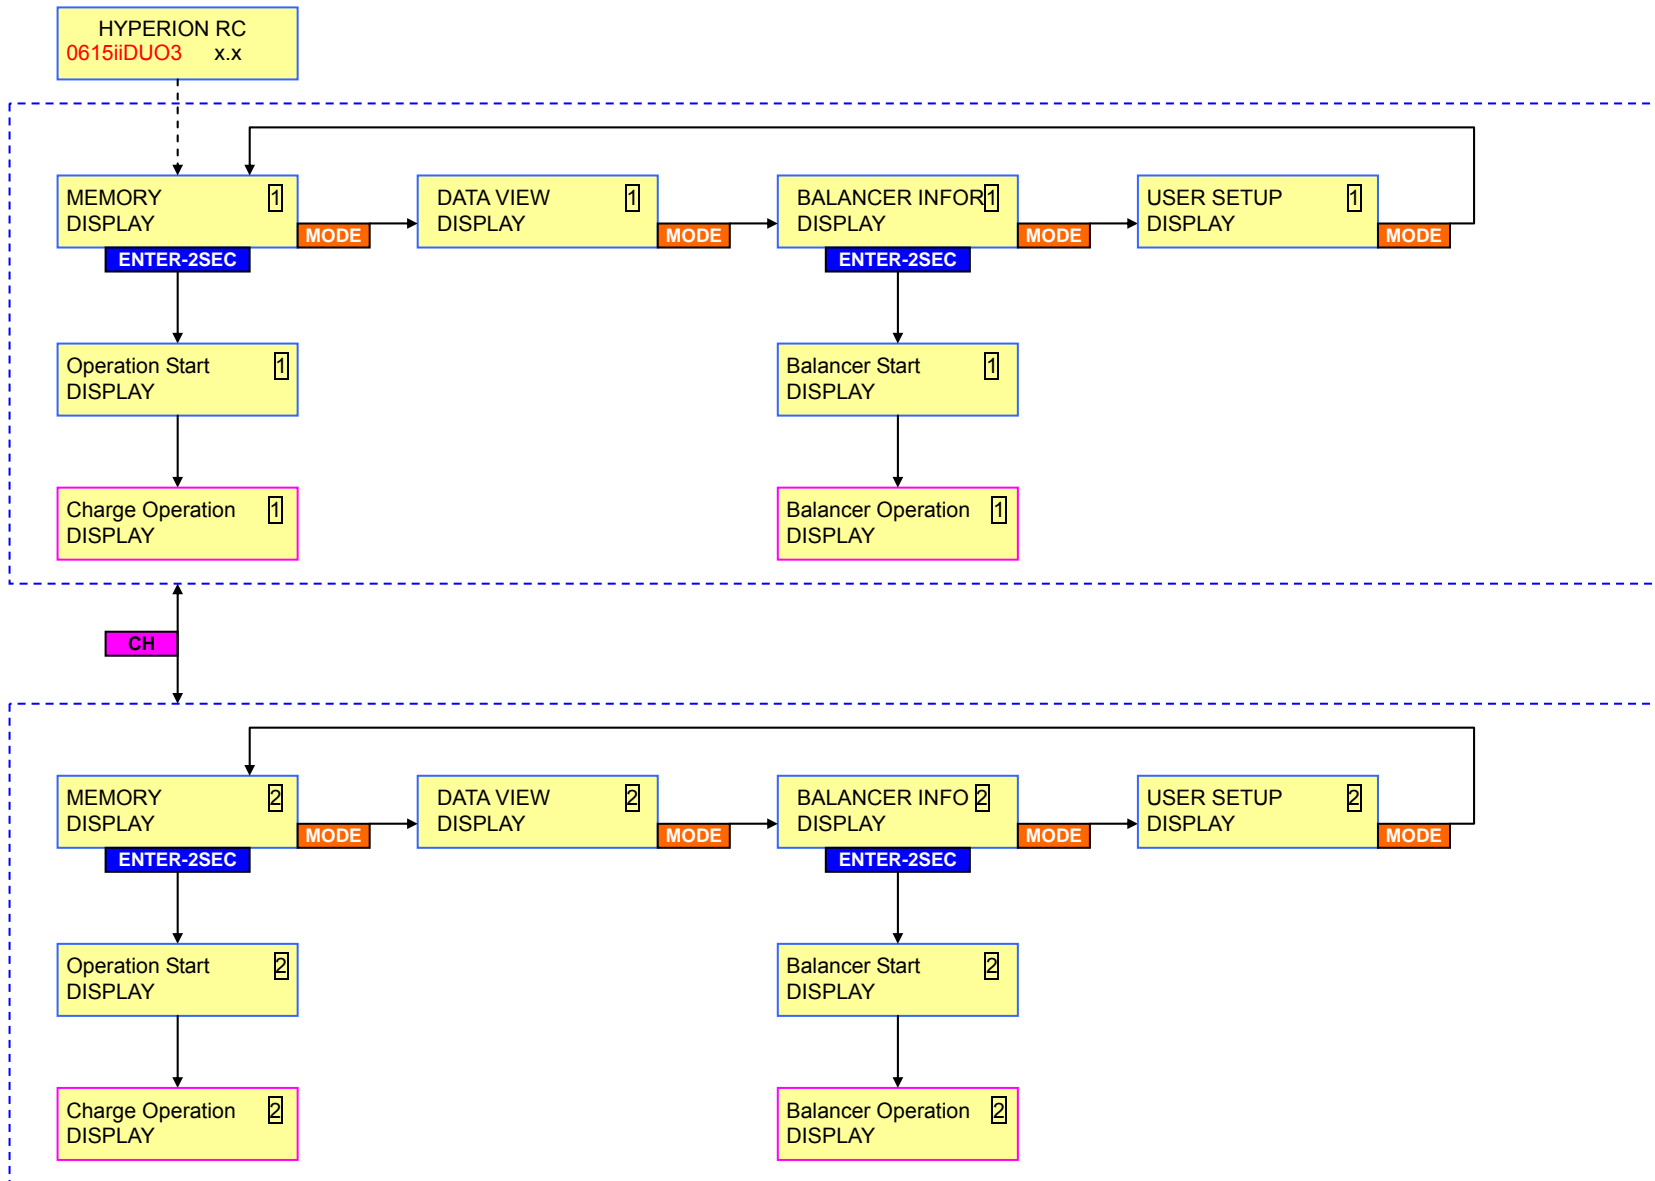 HYPERION RC
0615iiDUO3 x.x
MEMORY 1
DISPLAY
MODE
ENTER-2SEC
DATA VIEW 1
DISPLAY
MODE
BALANCER INFOR 1
DISPLAY
MODE
ENTER-2SEC
USER SETUP 1
DISPLAY
MODE
Operation Start 1
DISPLAY
Balancer Start 1
DISPLAY
Charge Operation 1
DISPLAY
Balancer Operation 1
DISPLAY
CH
MEMORY 2
DISPLAY
MODE
ENTER-2SEC
DATA VIEW 2
DISPLAY
MODE
BALANCER INFO 2
DISPLAY
MODE
ENTER-2SEC
USER SETUP 2
DISPLAY
MODE
Operation Start 2
DISPLAY
Balancer Start 2
DISPLAY
Charge Operation 2
DISPLAY
Balancer Operation 2
DISPLAY